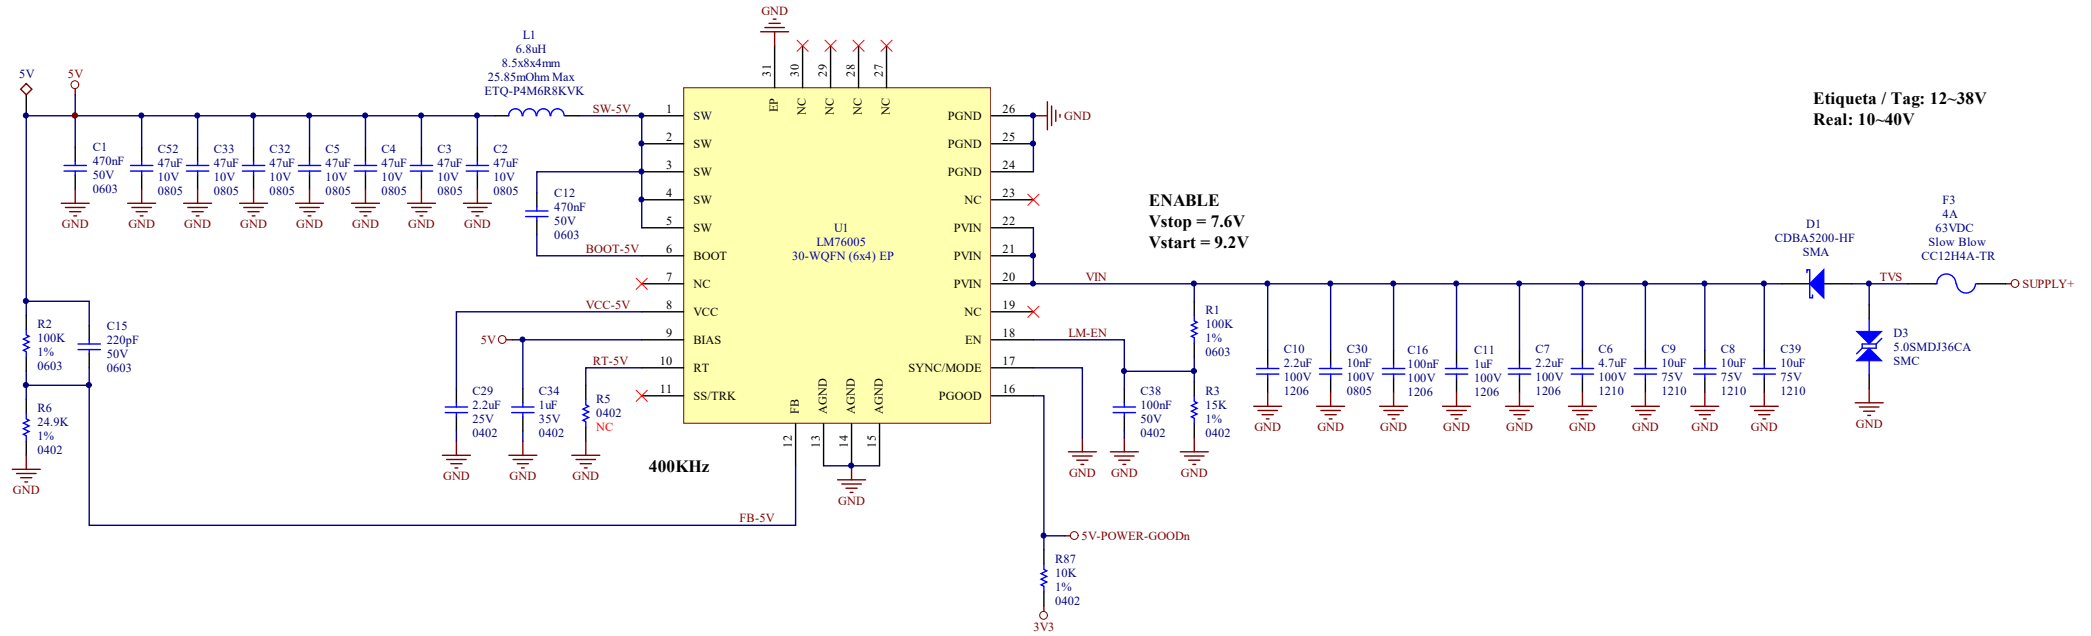 5V
5V
L1
6.8uH
8.5x8x4mm
25.85mOhm Max
ETQ-P4M6R8KVK
SW-5V
C1
470nF
50V
0603
GND
C52
47uF
10V
0805
GND
C33
47uF
10V
0805
GND
C32
47uF
10V
0805
GND
C5
47uF
10V
0805
GND
C4
47uF
10V
0805
GND
C3
47uF
10V
0805
GND
C2
47uF
10V
0805
GND
C12
470nF
50V
0603
BOOT-5V
VCC-5V
5V
RT-5V
R2
100K
1%
0603
C15
220pF
50V
0603
R6
24.9K
1%
0402
GND
C29
2.2uF
25V
0402
GND
C34
1uF
35V
0402
GND
R5
0402
NC
GND
400KHz
FB-5V
GND
31
30
29
28
27
EP
NC
NC
NC
NC
1 SW
2 SW
3 SW
4 SW
5 SW
6 BOOT
7 NC
8 VCC
9 BIAS
10 RT
11 SS/TRK
U1
LM76005
30-WQFN (6x4) EP
FB
AGND
AGND
AGND
12
13
14
15
GND
PGND 26
PGND 25
PGND 24
NC 23
PVIN 22
PVIN 21
PVIN 20
NC 19
EN 18
SYNC/MODE 17
PGOOD 16
GND
ENABLE
Vstop = 7.6V
Vstart = 9.2V
VIN
LM-EN
R1
100K
1%
0603
C38
100nF
50V
0402
GND
R3
15K
1%
0402
GND
GND
5V-POWER-GOODn
R87
10K
1%
0402
3V3
C10
2.2uF
100V
1206
GND
C30
10nF
100V
0805
GND
C16
100nF
100V
1206
GND
C11
1uF
100V
1206
GND
C7
2.2uF
100V
1206
GND
C6
4.7uF
100V
1210
GND
C9
10uF
75V
1210
GND
C8
10uF
75V
1210
GND
C39
10uF
75V
1210
GND
Etiqueta / Tag: 12~38V
Real: 10~40V
D1
CDBA5200-HF
SMA
TVS
F3
4A
63VDC
Slow Blow
CC12H4A-TR
SUPPLY+
D3
5.0SMDJ36CA
SMC
GND